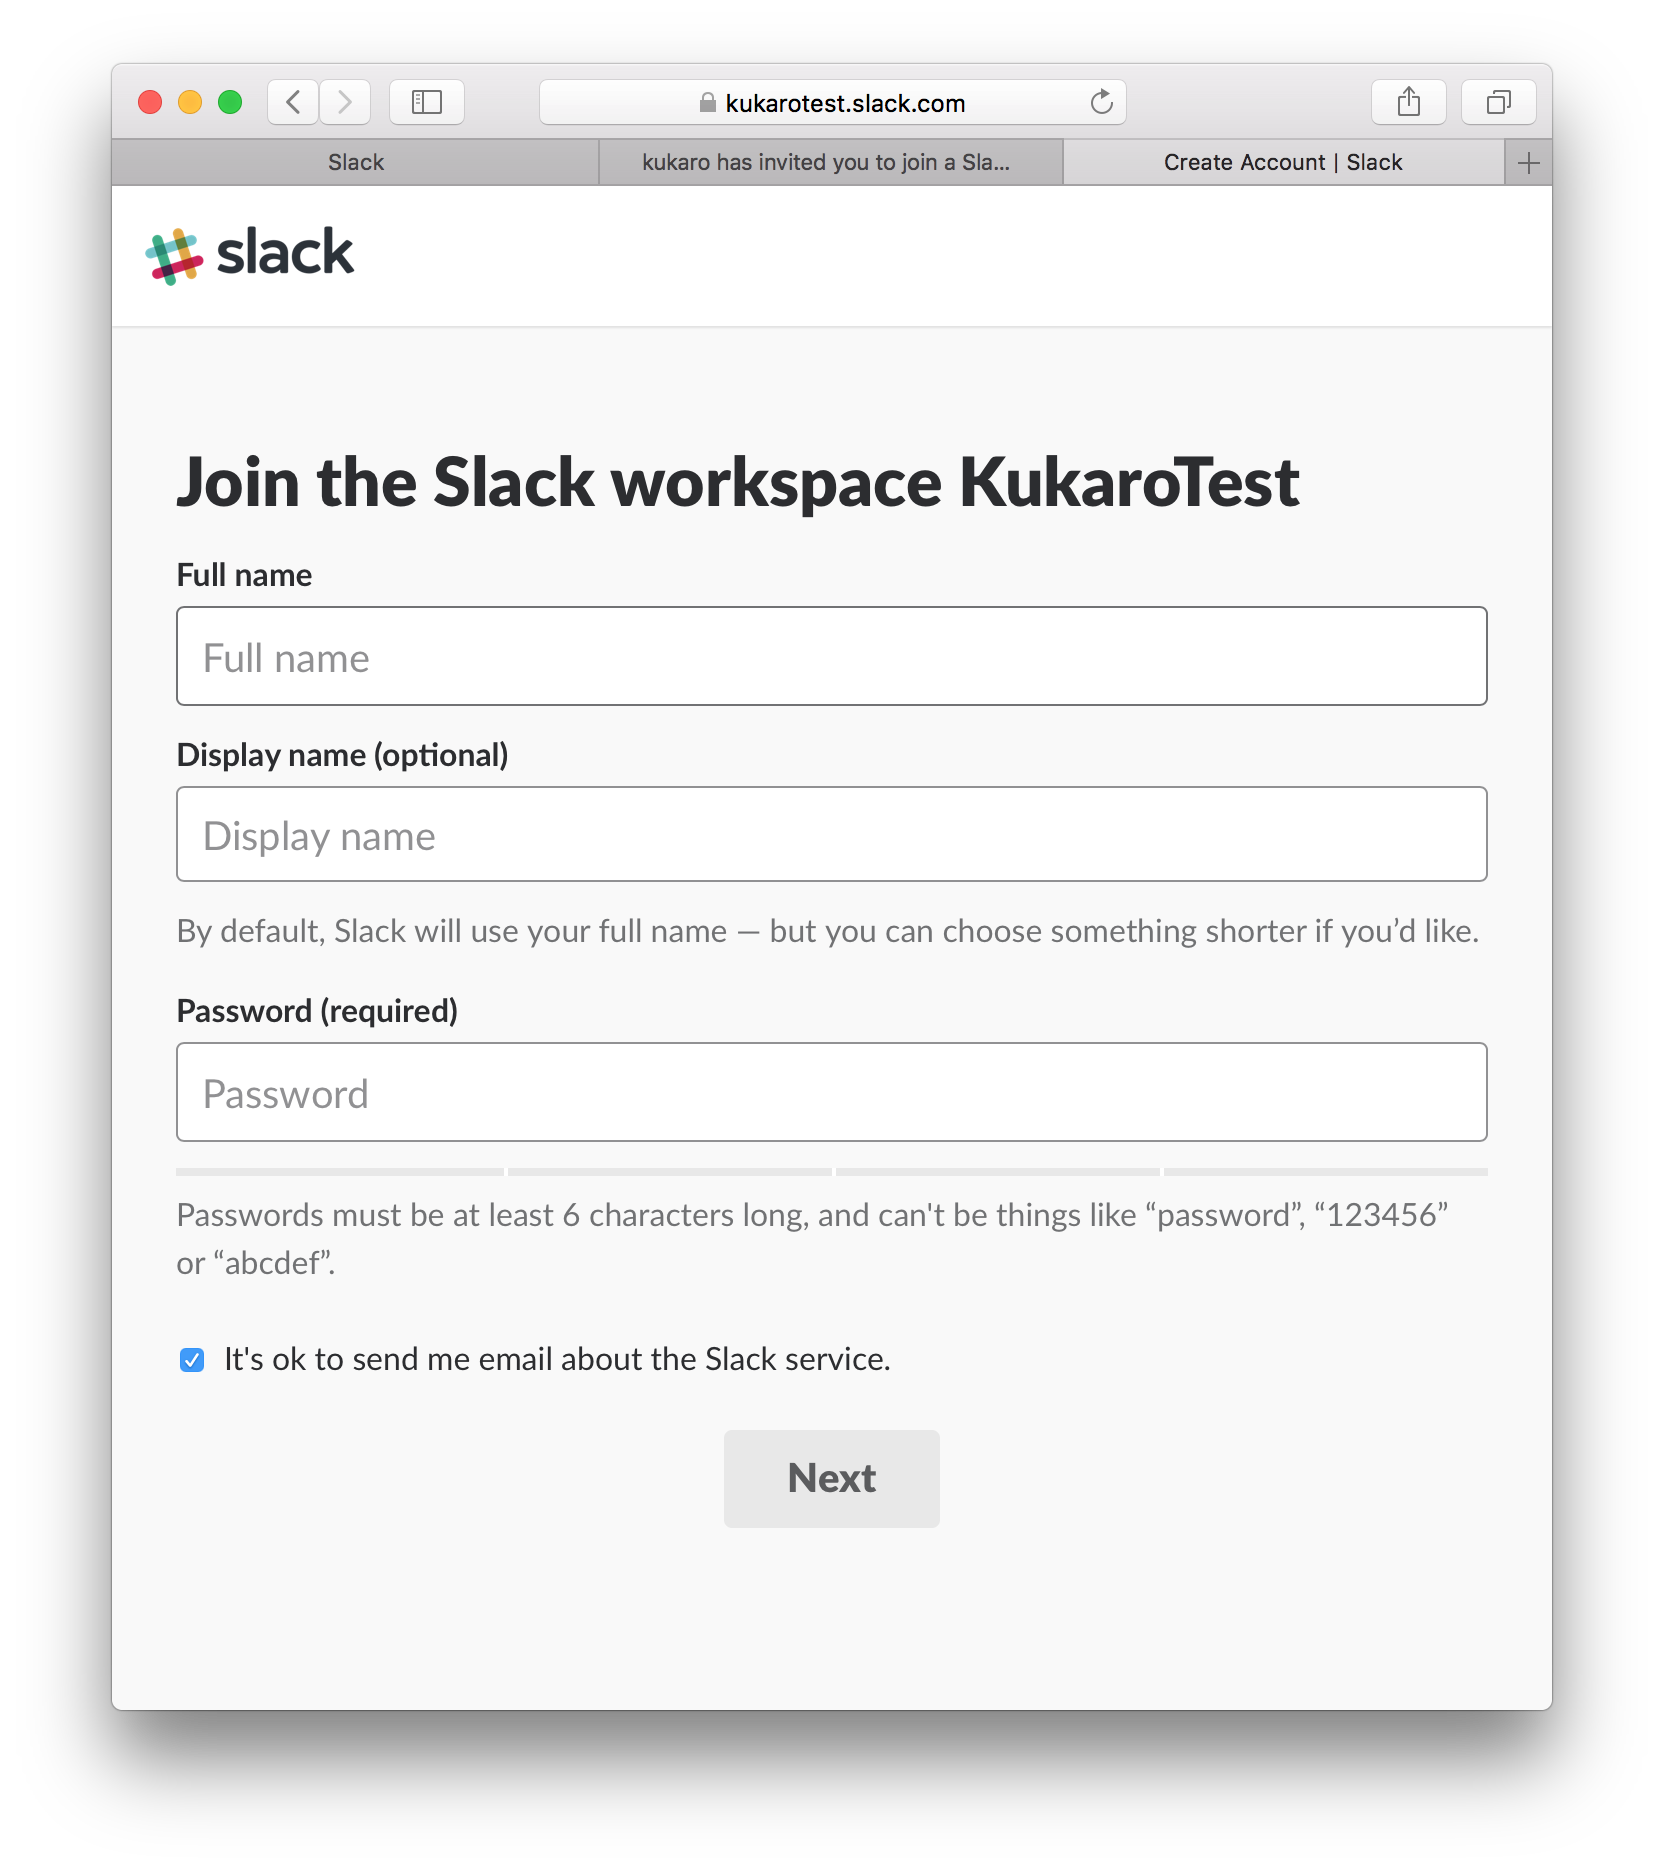 kukarotest.slack.com
Slack
kukaro has invited you to join a Sla...
Create Account | Slack
slack
Join the Slack workspace KukaroTest
Full name
Full name
Display name (optional)
Display name
By default, Slack will use your full name — but you can choose something shorter if you’d like.
Password (required)
Password
Passwords must be at least 6 characters long, and can't be things like “password”, “123456”
or “abcdef”.
It's ok to send me email about the Slack service.
Next